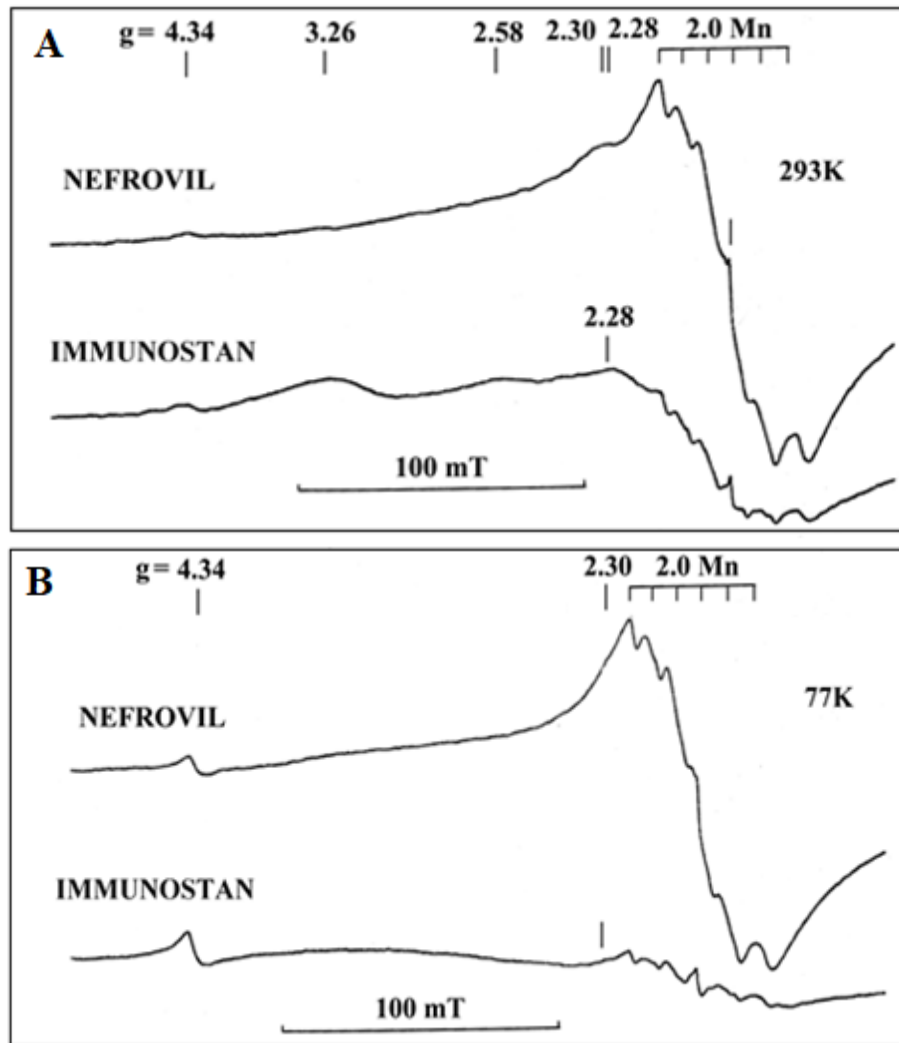 A
g = 4.34 3.26 2.58 2.30 2.28 2.0 Mn
NEFROVIL
293K
2.28
IMMUNOSTAN
100 mT
B
g = 4.34 2.30 2.0 Mn
77K
NEFROVIL
IMMUNOSTAN
100 mT